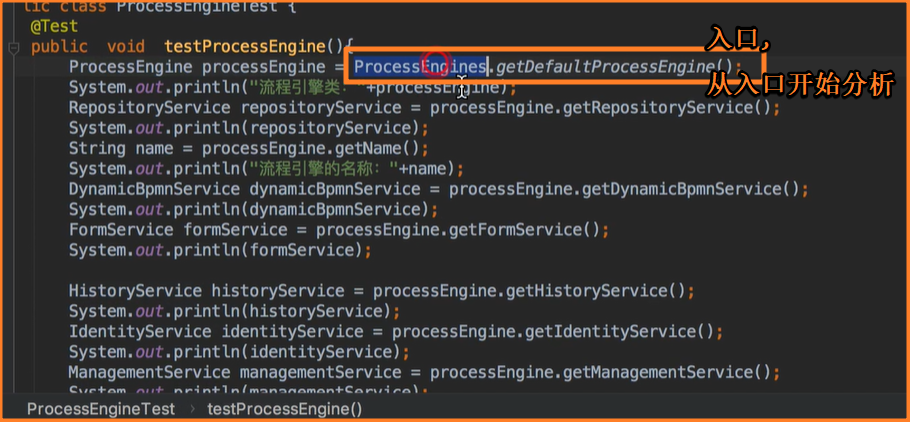 lic class ProcessEngineTest {
@Test
public void testProcessEngine(){
ProcessEngine processEngine = ProcessEngines.getDefaultProcessEngine();
入口,
从入口开始分析
System.out.println("流程引擎类: "+processEngine);
RepositoryService repositoryService = processEngine.getRepositoryService();
System.out.println(repositoryService);
String name = processEngine.getName();
System.out.println("流程引擎的名称: "+name);
DynamicBpmnService dynamicBpmnService = processEngine.getDynamicBpmnService();
System.out.println(dynamicBpmnService);
FormService formService = processEngine.getFormService();
System.out.println(formService);
HistoryService historyService = processEngine.getHistoryService();
System.out.println(historyService);
IdentityService identityService = processEngine.getIdentityService();
System.out.println(identityService);
ManagementService managementService = processEngine.getManagementService();
System.out.println(managementService);
ProcessEngineTest › testProcessEngine()